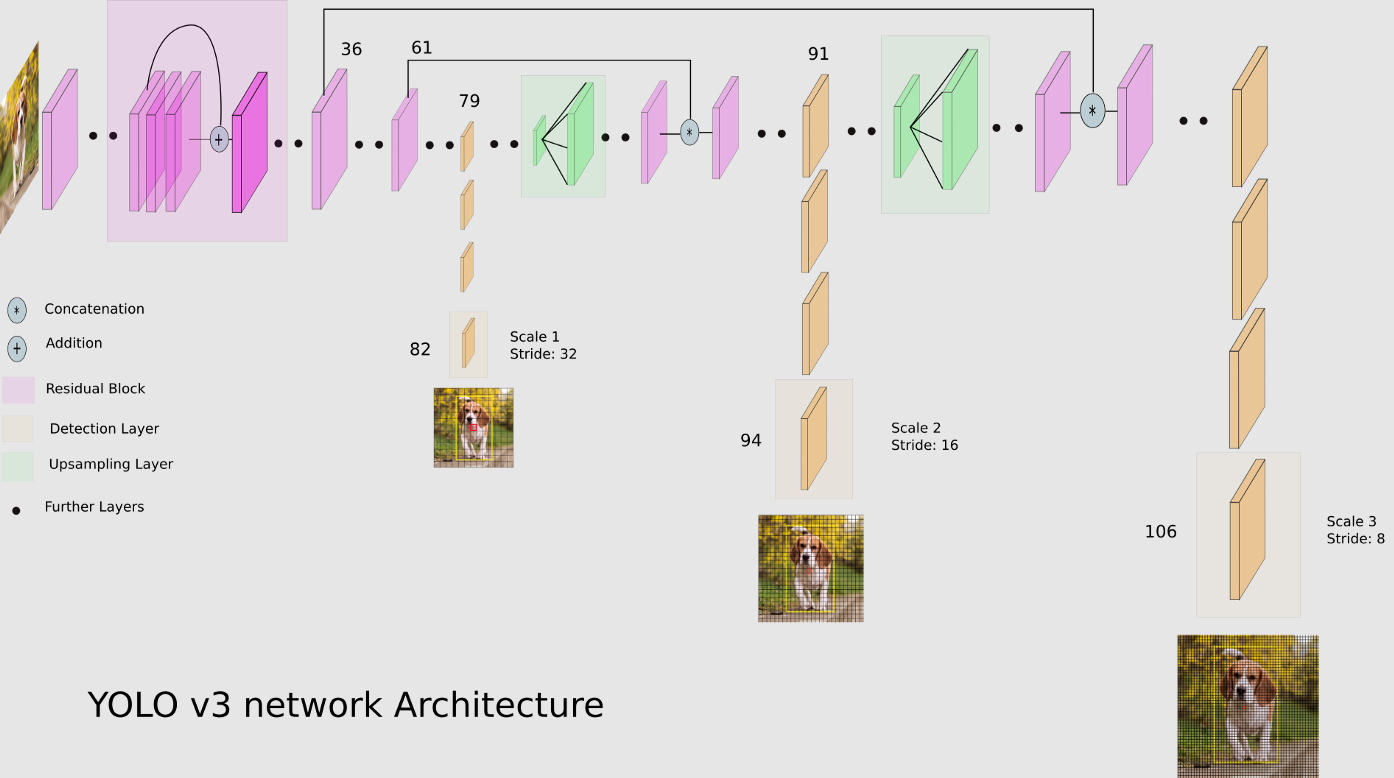 36
61
79
91
+
*
*
* Concatenation
+ Addition
Residual Block
Detection Layer
Upsampling Layer
Further Layers
82
Scale 1
Stride: 32
94
Scale 2
Stride: 16
106
Scale 3
Stride: 8
YOLO v3 network Architecture